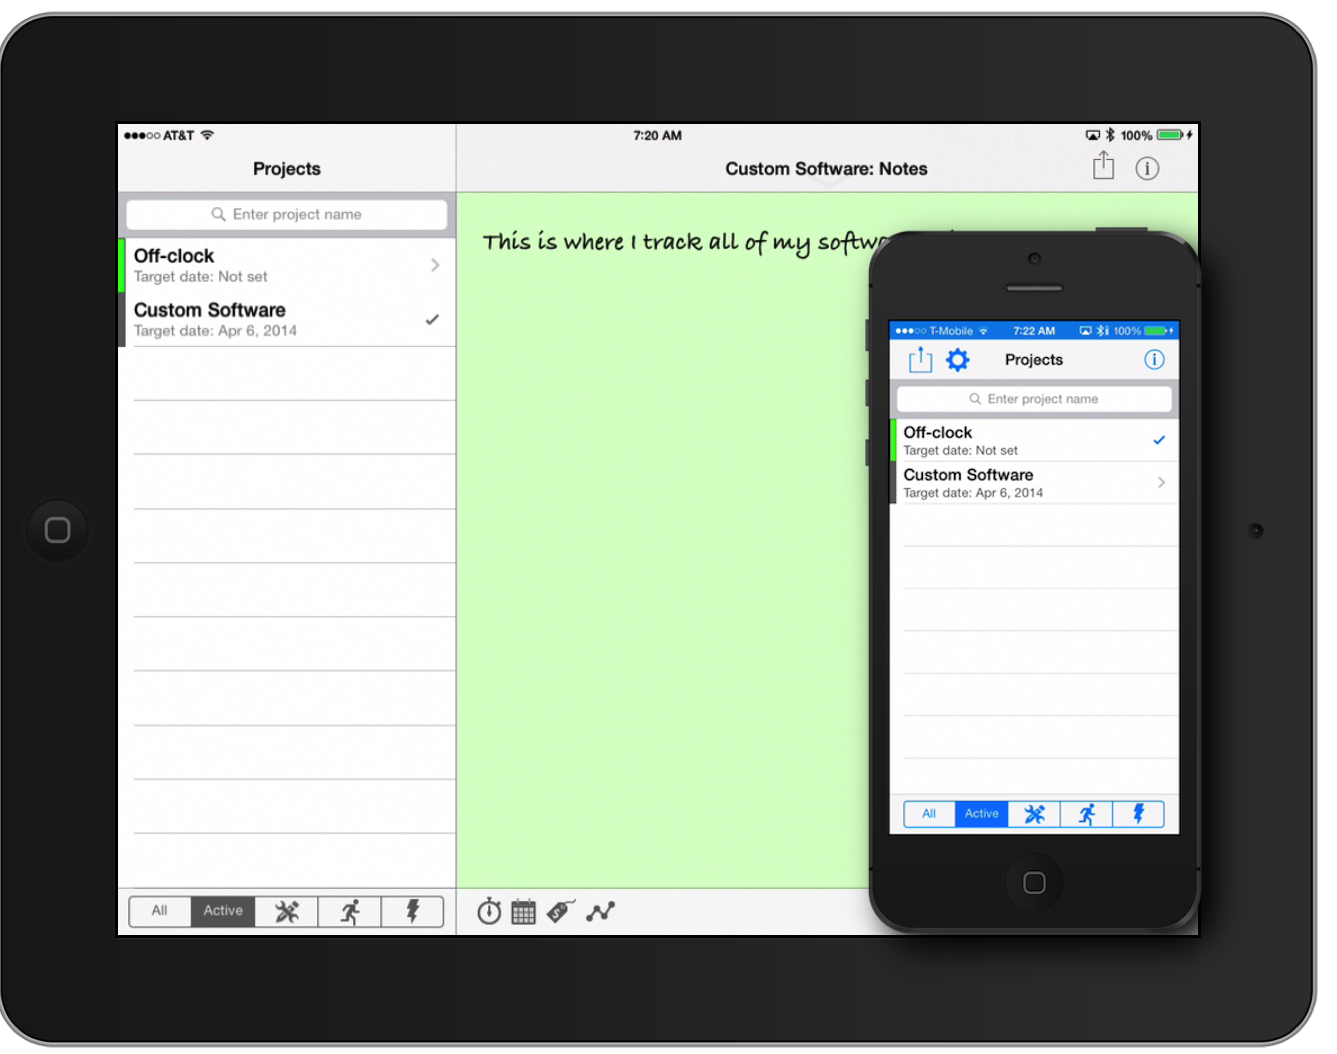 AT&T
7:20 AM
100%
Projects
Custom Software: Notes
Enter project name
Off-clock
Target date: Not set
Custom Software
Target date: Apr 6, 2014
This is where I track all of my
All
Active
T-Mobile
7:22 AM
100%
Projects
Enter project name
Off-clock
Target date: Not set
Custom Software
Target date: Apr 6, 2014
All
Active